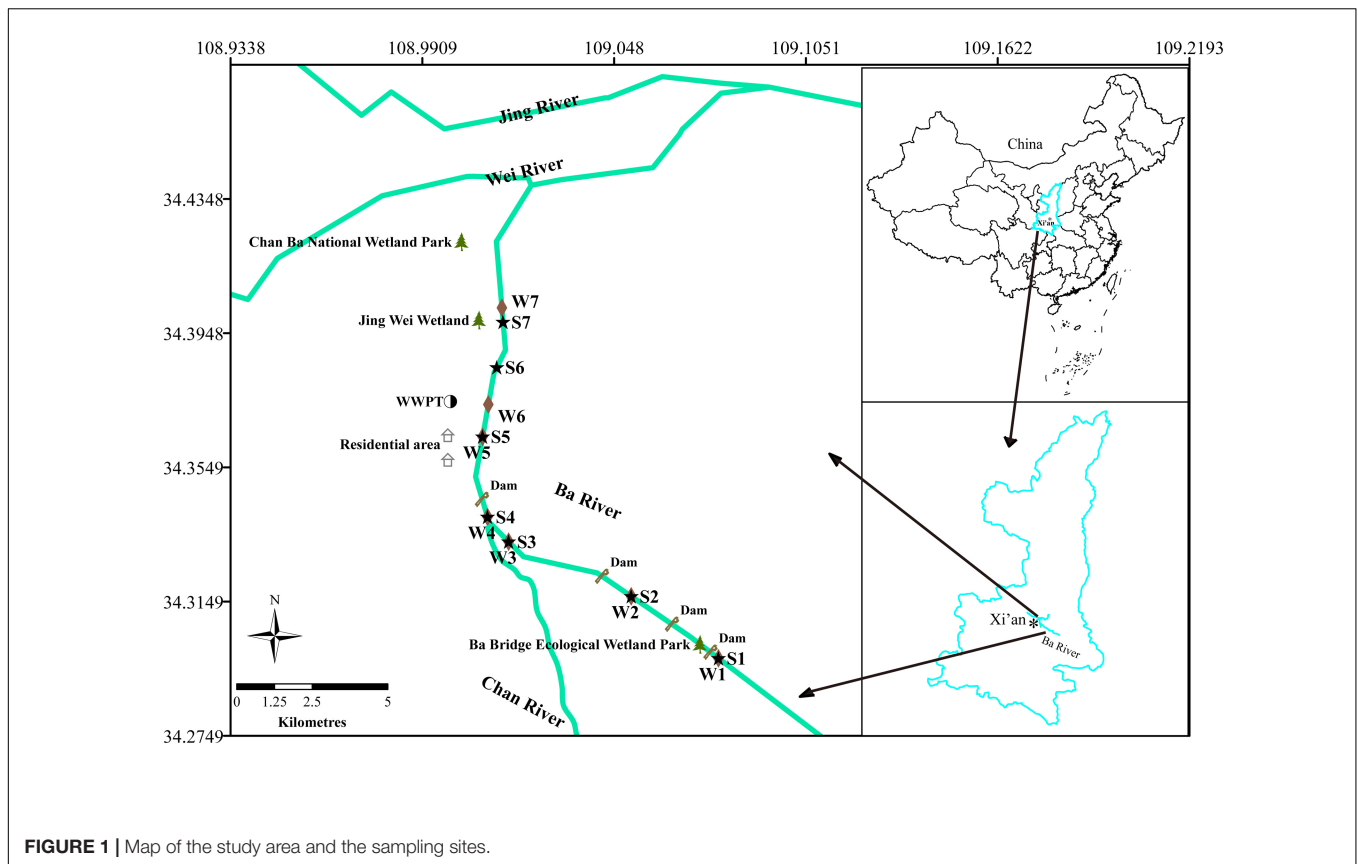 108.9338
108.9909
109.048
109.1051
109.1622
109.2193
Jing River
China
Wei River
34.4348
Xi'an
Chan Ba National Wetland Park
W7
Jing Wei Wetland
S7
34.3948
S6
WWPT
W6
S5
Residential area
W5
34.3549
Dam
Ba River
S4
W4
S3
W3
Dam
S2
34.3149
W2
Dam
Xi'an *
N
Dam
Ba River
Ba Bridge Ecological Wetland Park
S1
W1
Chan River
0 1.25 2.5 5
Kilometres
34.2749
FIGURE 1 | Map of the study area and the sampling sites.